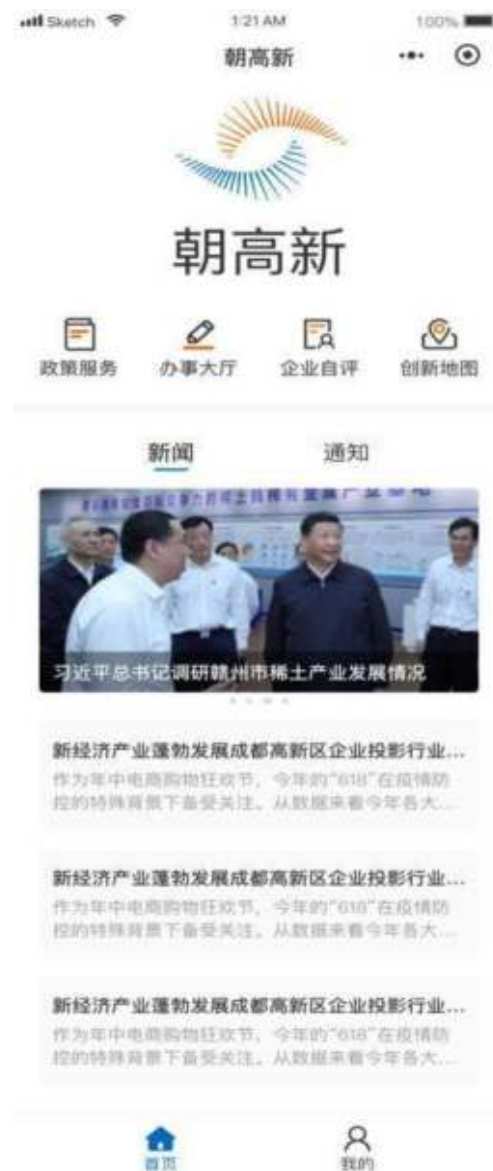 Sketch
1:21 AM
100%
朝高新
朝高新
政策服务
办事大厅
企业自评
创新地图
新闻
通知
稀土
产业基地
习近平总书记调研赣州市稀土产业发展情况
新经济产业蓬勃发展成都高新区企业投影行业...
作为年中电商购物狂欢节，今年的"618"在疫情防
控的特殊背景下备受关注。从数据来看今年各大...
新经济产业蓬勃发展成都高新区企业投影行业...
作为年中电商购物狂欢节，今年的"618"在疫情防
控的特殊背景下备受关注。从数据来看今年各大...
新经济产业蓬勃发展成都高新区企业投影行业...
作为年中电商购物狂欢节，今年的"618"在疫情防
控的特殊背景下备受关注。从数据来看今年各大...
首页
我的